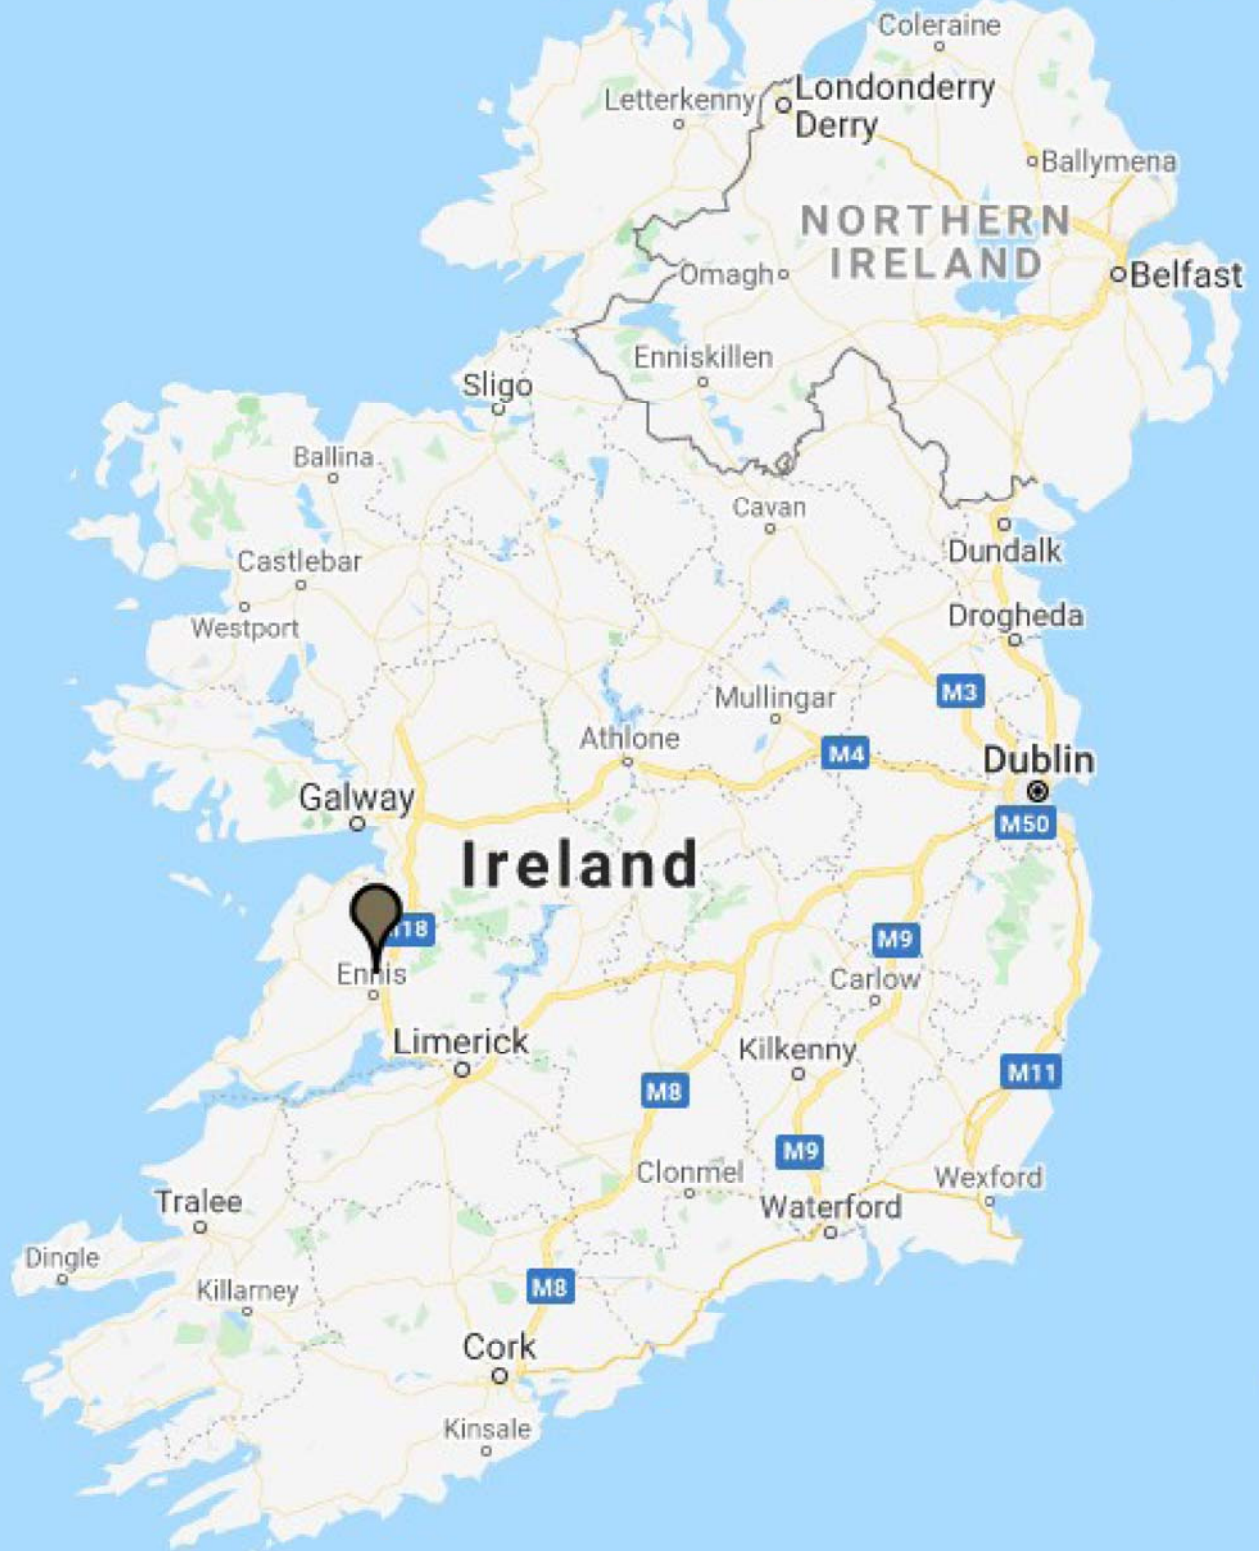 Coleraine
Letterkenny
Londonderry
Derry
Ballymena
NORTHERN
IRELAND
Omagh
Belfast
Enniskillen
Sligo
Ballina
Cavan
Dundalk
Castlebar
Drogheda
Westport
M3
Mullingar
Athlone
M4
Dublin
Galway
M50
Ireland
18
M9
Ennis
Carlow
Limerick
Kilkenny
M11
M8
M9
Clonmel
Wexford
Tralee
Waterford
Dingle
Killarney
M8
Cork
Kinsale